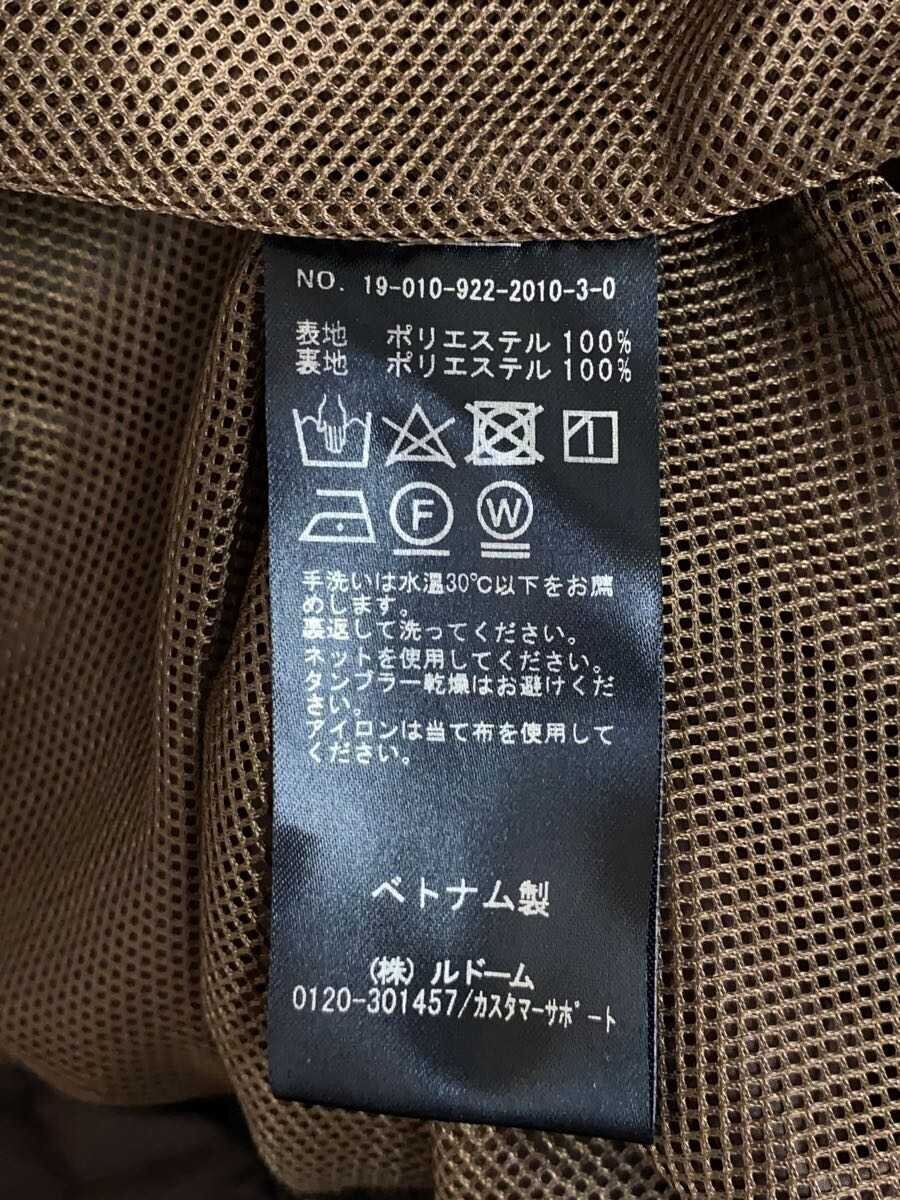 NO. 19-010-922-2010-3-0
表地 ポリエステル 100%
裏地 ポリエステル 100%
F
W
手洗いは水温30℃以下をお薦
めします。
裏返して洗ってください。
ネットを使用してください。
タンブラー乾燥はお避けくだ
さい。
アイロンは当て布を使用して
ください。
ベトナム製
(株) ルドーム
0120-301457/カスタマーサポート